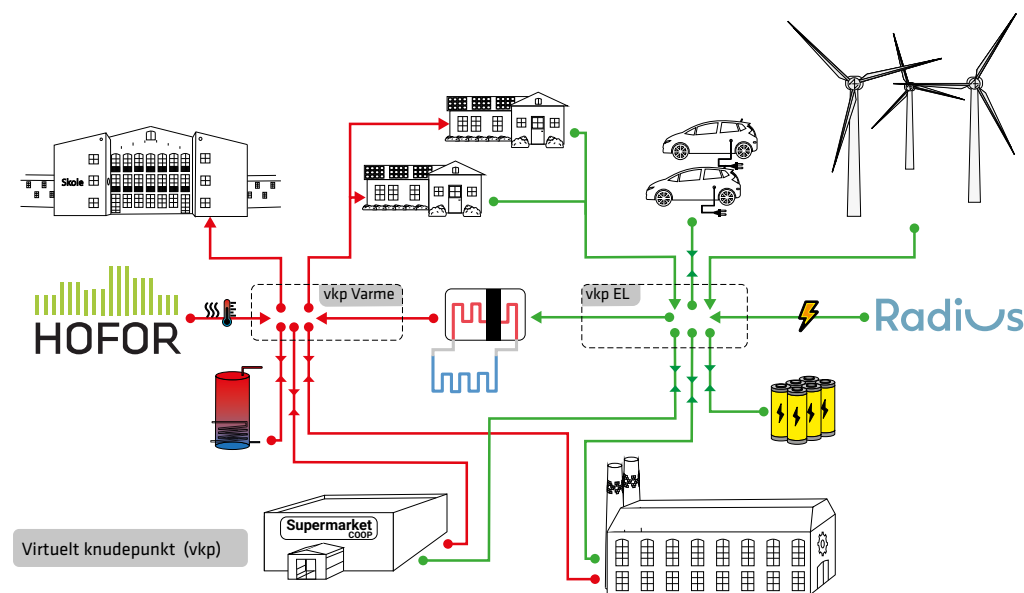 Skole
vkp Varme
vkp EL
HOFOR
Radius
Supermarket
COOP
Virtuelt knudepunkt (vkp)